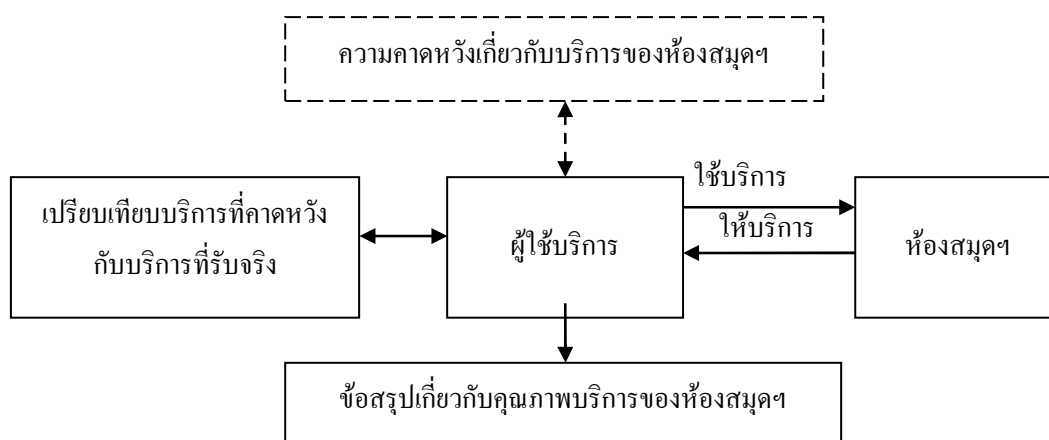 ความคาดหวังเกี่ยวกับบริการของห้องสมุดฯ
เปรียบเทียบบริการที่คาดหวัง
กับบริการที่รับจริง
ผู้ใช้บริการ
ใช้บริการ
ให้บริการ
ห้องสมุดฯ
ข้อสรุปเกี่ยวกับคุณภาพบริการของห้องสมุดฯ